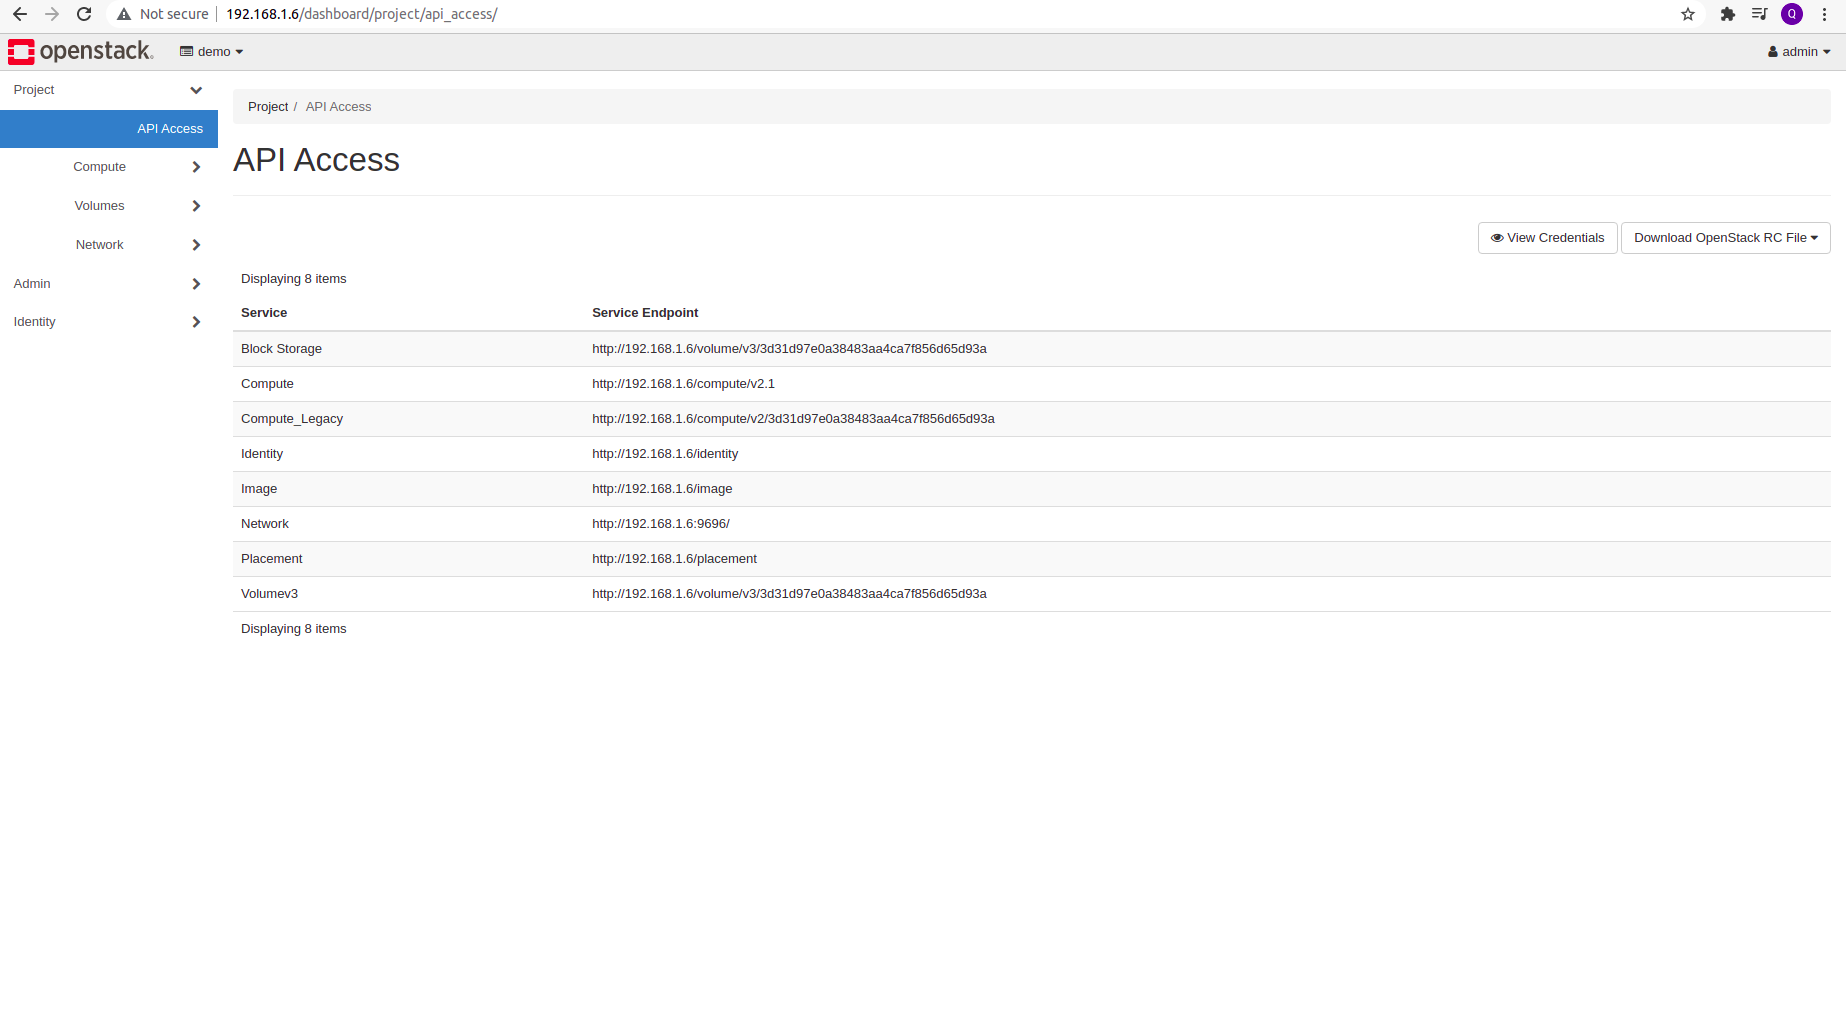 Not secure 192.168.1.6/dashboard/project/api_access/ Q
openstack. demo admin
Project
API Access
Compute
Volumes
Network
Admin
Identity
Project / API Access
API Access
View Credentials Download OpenStack RC File
Displaying 8 items
Service Service Endpoint
Block Storage http://192.168.1.6/volume/v3/3d31d97e0a38483aa4ca7f856d65d93a
Compute http://192.168.1.6/compute/v2.1
Compute_Legacy http://192.168.1.6/compute/v2/3d31d97e0a38483aa4ca7f856d65d93a
Identity http://192.168.1.6/identity
Image http://192.168.1.6/image
Network http://192.168.1.6:9696/
Placement http://192.168.1.6/placement
Volumev3 http://192.168.1.6/volume/v3/3d31d97e0a38483aa4ca7f856d65d93a
Displaying 8 items